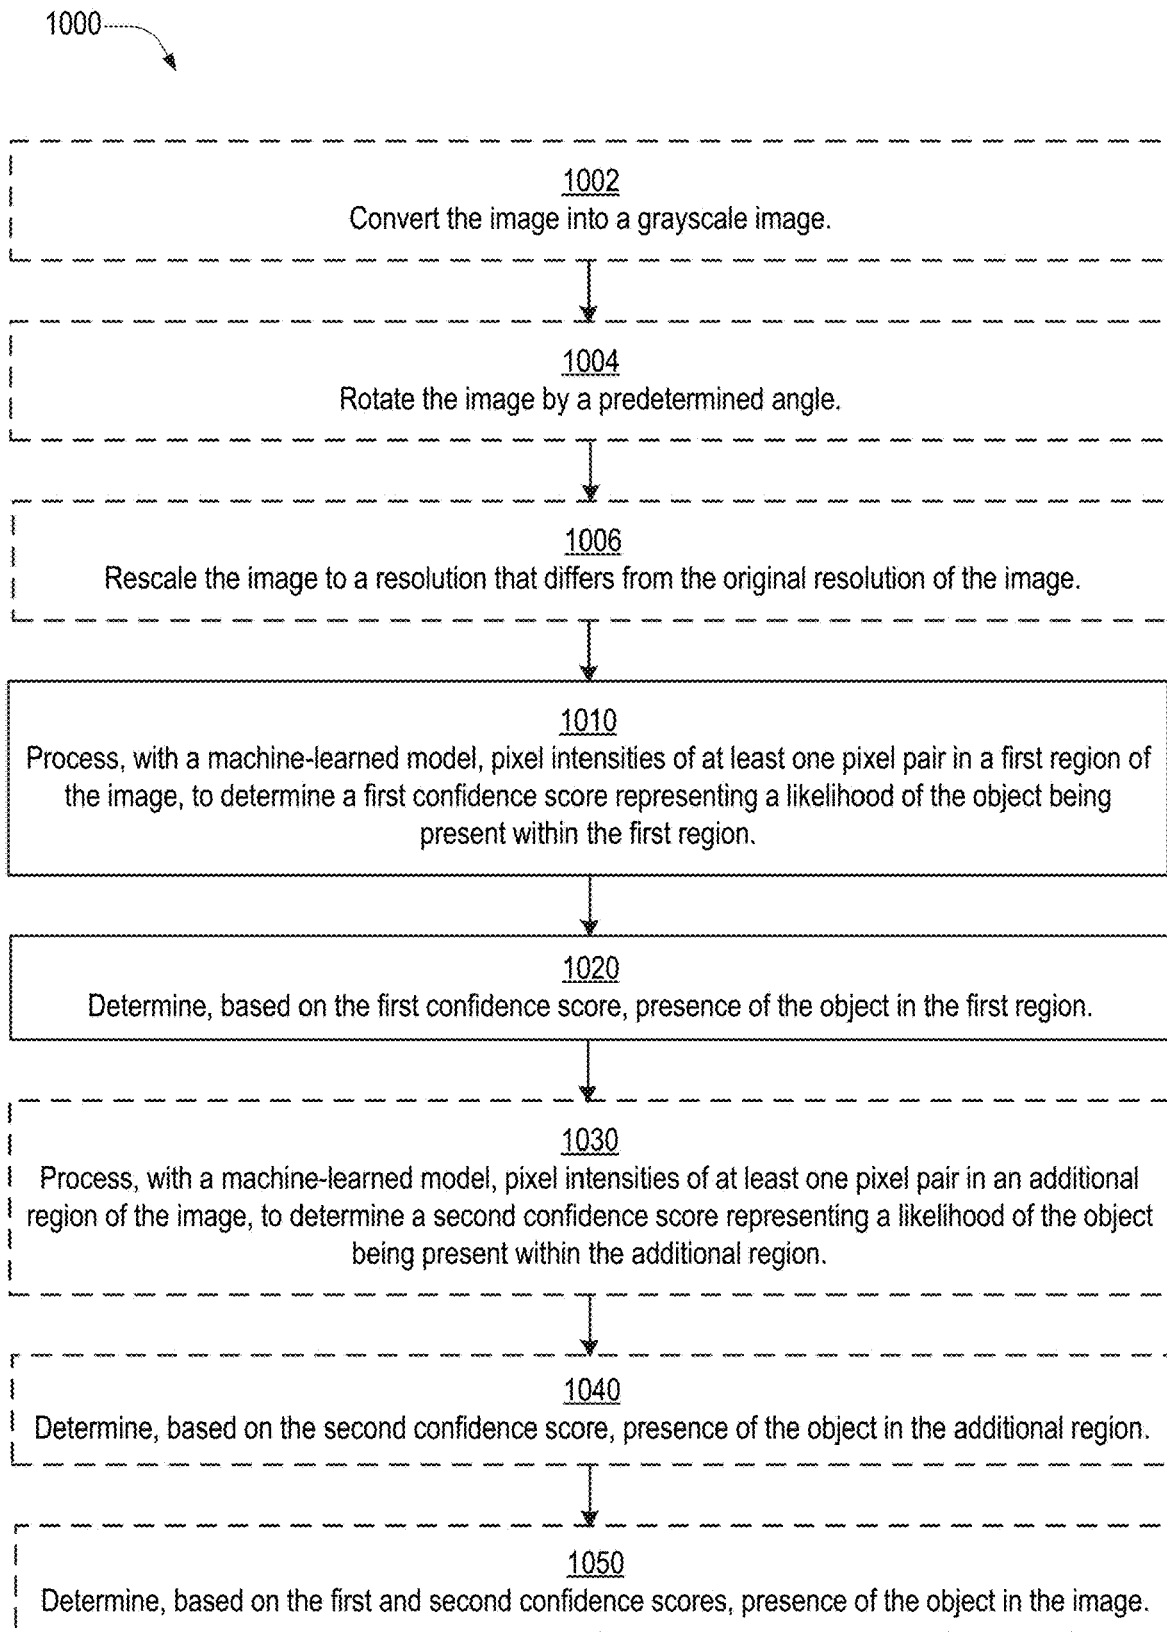 1000
1002
Convert the image into a grayscale image.
1004
Rotate the image by a predetermined angle.
1006
Rescale the image to a resolution that differs from the original resolution of the image.
1010
Process, with a machine-learned model, pixel intensities of at least one pixel pair in a first region of
the image, to determine a first confidence score representing a likelihood of the object being
present within the first region.
1020
Determine, based on the first confidence score, presence of the object in the first region.
1030
Process, with a machine-learned model, pixel intensities of at least one pixel pair in an additional
region of the image, to determine a second confidence score representing a likelihood of the object
being present within the additional region.
1040
Determine, based on the second confidence score, presence of the object in the additional region.
1050
Determine, based on the first and second confidence scores, presence of the object in the image.